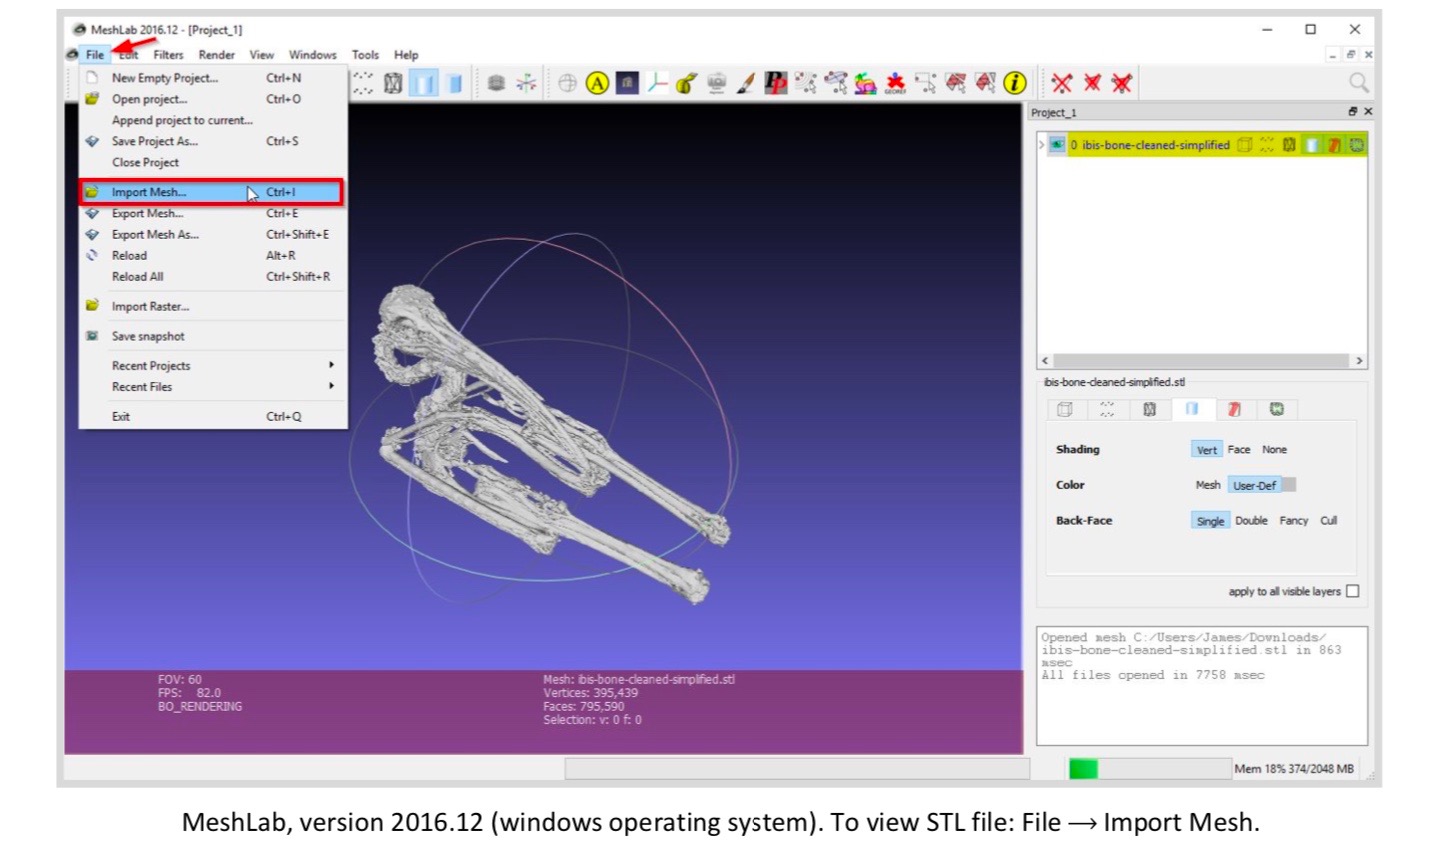 MeshLab 2016.12 - [Project_1]
File Edit Filters Render View Windows Tools Help
New Empty Project... Ctrl+N
Open project... Ctrl+O
Append project to current...
Save Project As... Ctrl+S
Close Project
Import Mesh... Ctrl+I
Export Mesh... Ctrl+E
Export Mesh As... Ctrl+Shift+E
Reload Alt+R
Reload All Ctrl+Shift+R
Import Raster...
Save snapshot
Recent Projects
Recent Files
Exit Ctrl+Q
A
PP
GEOREF
i
Project_1
0 ibis-bone-cleaned-simplified
ibis-bone-cleaned-simplified.stl
Shading Vert Face None
Color Mesh User-Def
Back-Face Single Double Fancy Cull
apply to all visible layers
Opened mesh C:/Users/James/Downloads/
ibis-bone-cleaned-simplified.stl in 863
msec
All files opened in 7758 msec
FOV: 60
FPS: 82.0
BO_RENDERING
Mesh: ibis-bone-cleaned-simplified.stl
Vertices: 395,439
Faces: 795,590
Selection: v: 0 f: 0
Mem 18% 374/2048 MB
MeshLab, version 2016.12 (windows operating system). To view STL file: File → Import Mesh.